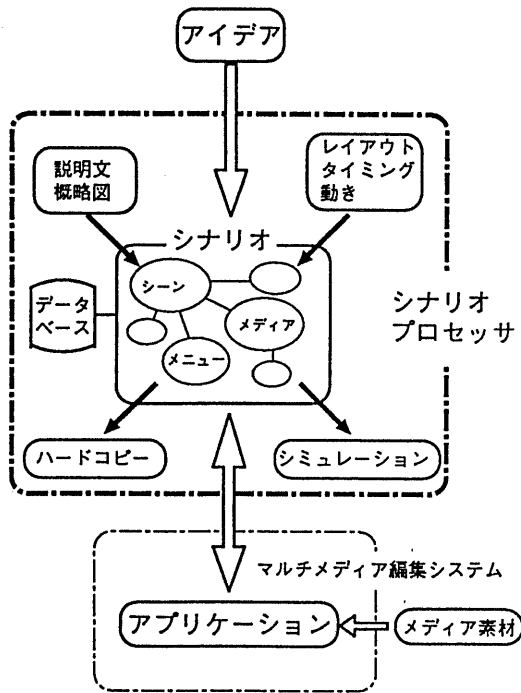 アイデア
説明文
概略図
レイアウト
タイミング
動き
シナリオ
シーン
メディア
メニュー
データ
ベース
シナリオ
プロセッサ
ハードコピー
シミュレーション
マルチメディア編集システム
アプリケーション
メディア素材